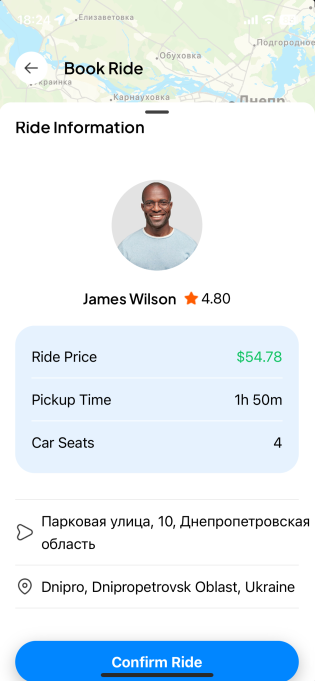 18:24
Елизаветовка
Подгородное
Обуховка
Book Ride
Карнауховка
Днепр
Ride Information
James Wilson 4.80
Ride Price $54.78
Pickup Time 1h 50m
Car Seats 4
Парковая улица, 10, Днепропетровская
область
Dnipro, Dnipropetrovsk Oblast, Ukraine
Confirm Ride